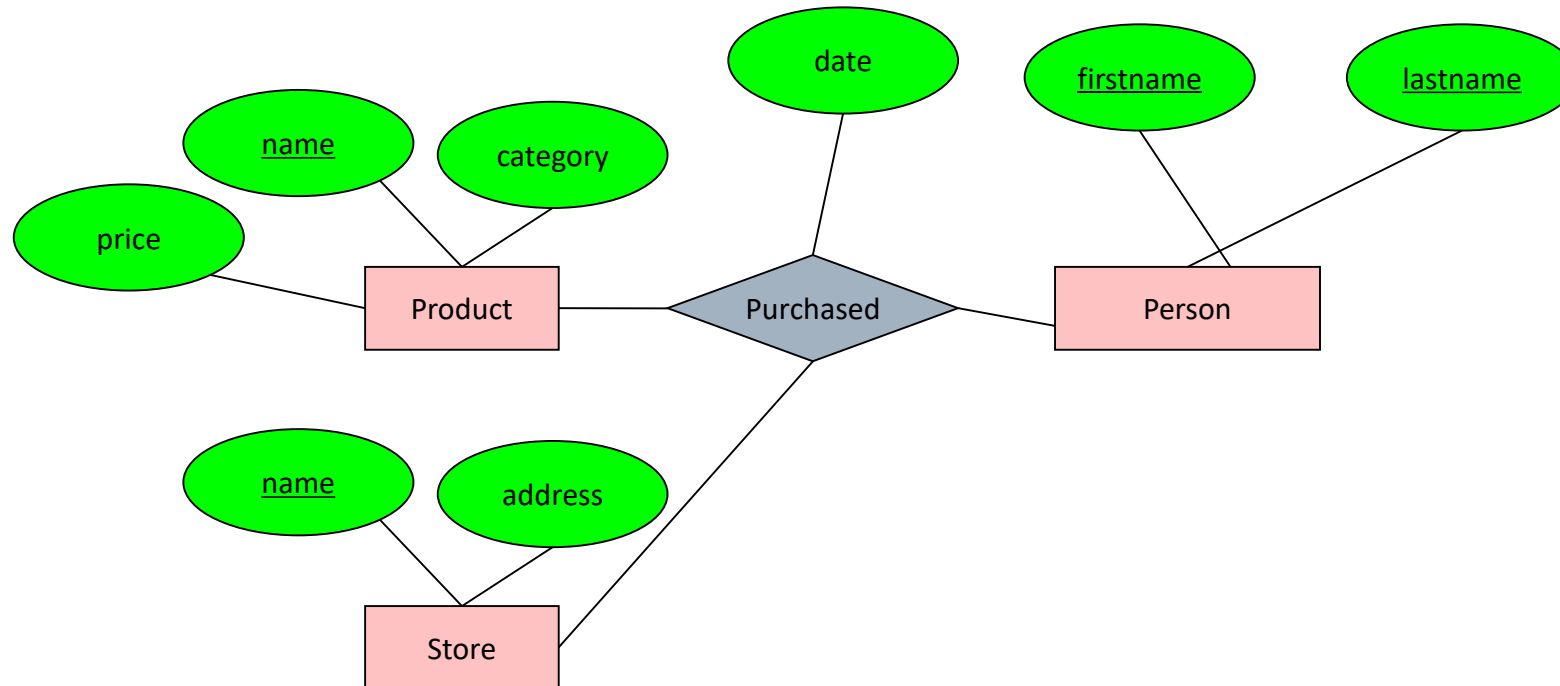 date
firstname
lastname
name
category
price
Product
Purchased
Person
name
address
Store